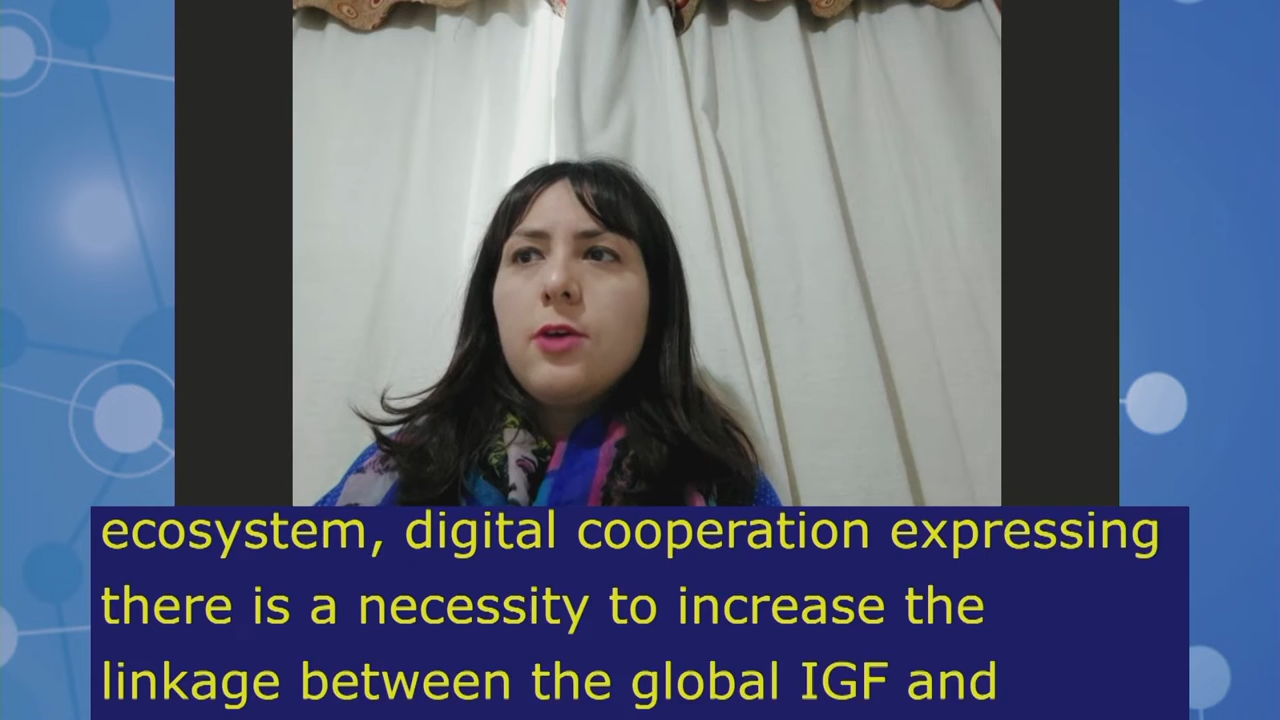 ecosystem, digital cooperation expressing
there is a necessity to increase the
linkage between the global IGF and